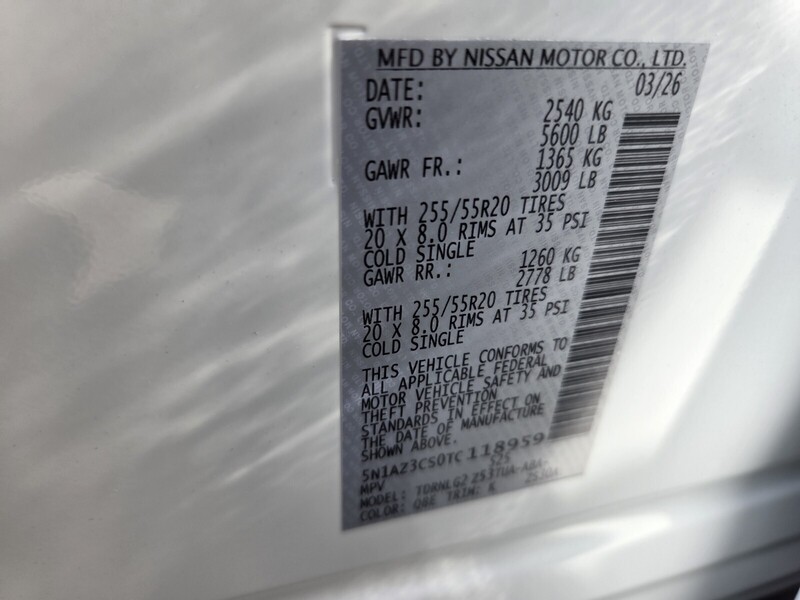 MFD BY NISSAN MOTOR CO., LTD.
DATE: 03/26
GVWR: 2540 KG
5600 LB
GAWR FR.: 1365 KG
3009 LB
WITH 255/55R20 TIRES
20 X 8.0 RIMS AT 35 PSI
COLD SINGLE
GAWR RR.: 1260 KG
2778 LB
WITH 255/55R20 TIRES
20 X 8.0 RIMS AT 35 PSI
COLD SINGLE
THIS VEHICLE CONFORMS TO
ALL APPLICABLE FEDERAL
MOTOR VEHICLE SAFETY AND
THEFT PREVENTION
STANDARDS IN EFFECT ON
THE DATE OF MANUFACTURE
SHOWN ABOVE.
5N1AZ3CS0TC118959
MPV
MODEL:
COLOR: QBE TRIM: K